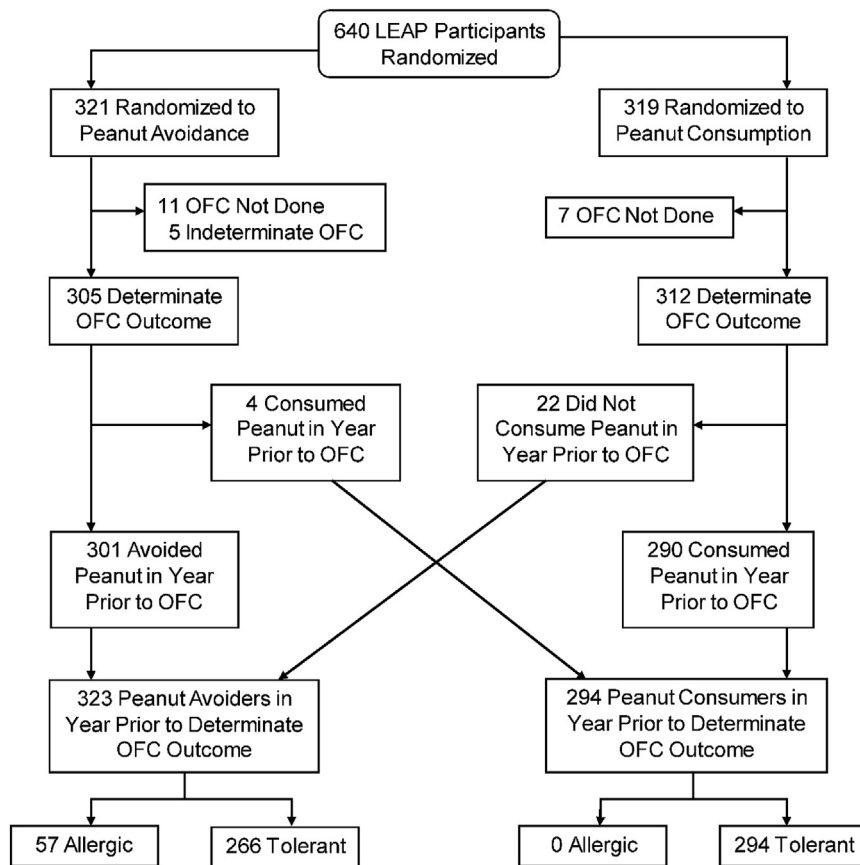 640 LEAP Participants
Randomized
321 Randomized to
Peanut Avoidance
319 Randomized to
Peanut Consumption
11 OFC Not Done
5 Indeterminate OFC
7 OFC Not Done
305 Determinate
OFC Outcome
312 Determinate
OFC Outcome
4 Consumed
Peanut in Year
Prior to OFC
22 Did Not
Consume Peanut in
Year Prior to OFC
301 Avoided
Peanut in Year
Prior to OFC
290 Consumed
Peanut in Year
Prior to OFC
323 Peanut Avoiders in
Year Prior to Determinate
OFC Outcome
294 Peanut Consumers in
Year Prior to Determinate
OFC Outcome
57 Allergic
266 Tolerant
0 Allergic
294 Tolerant